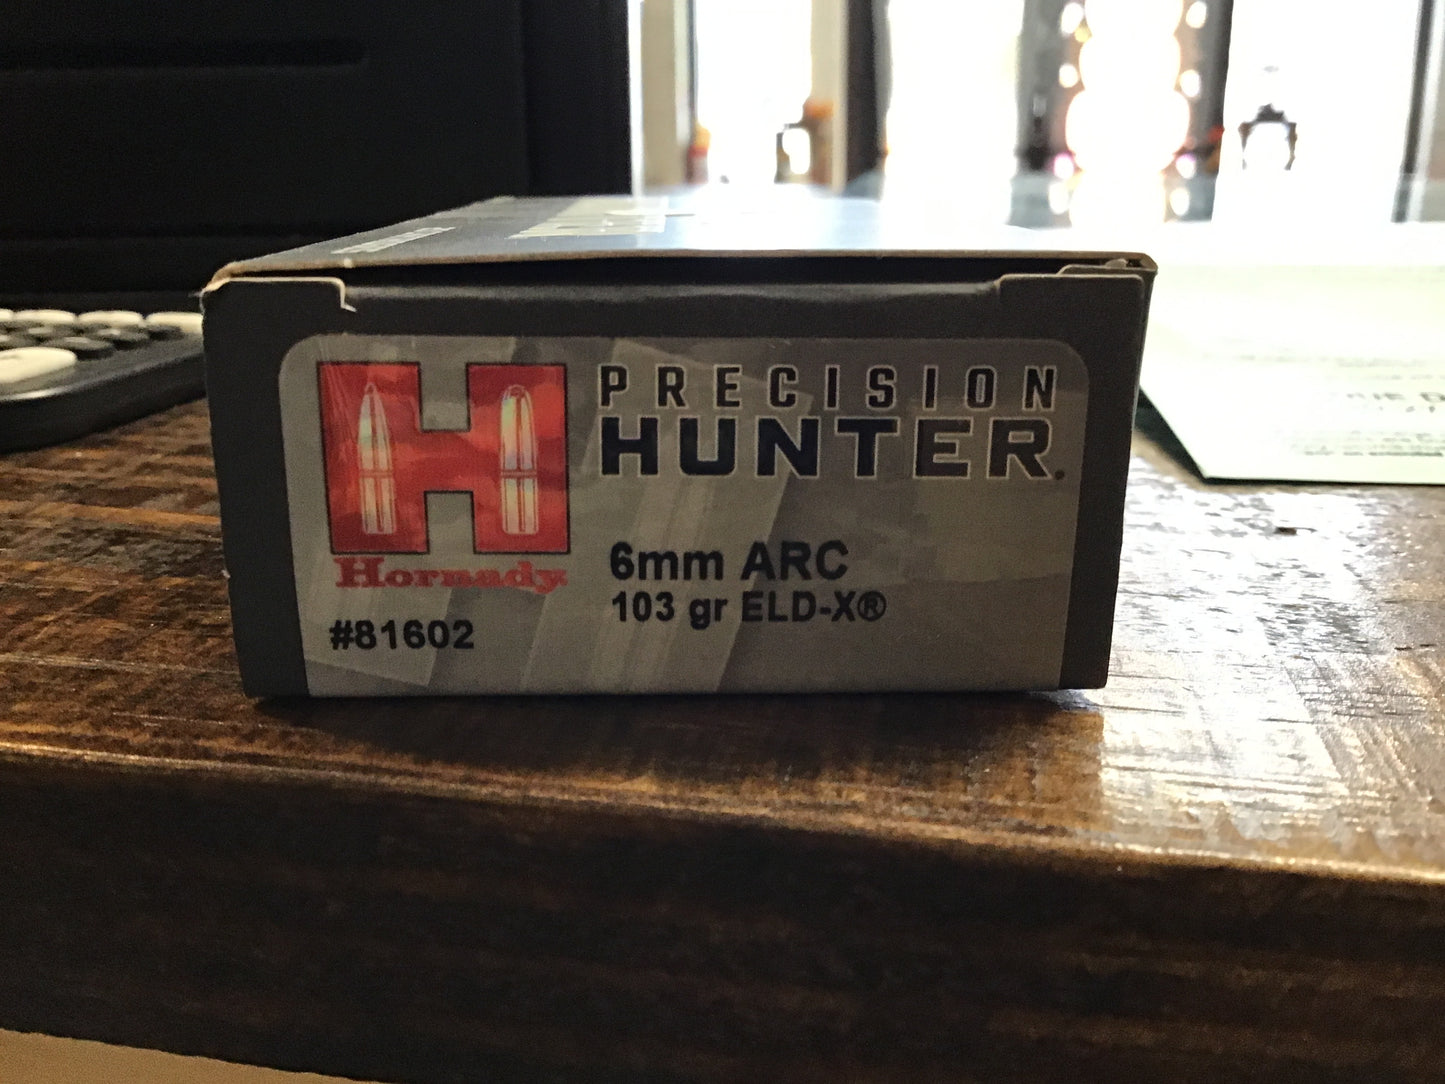 PRECISION
HUNTER.
Hornady
6mm ARC
103 gr ELD-X®
#81602